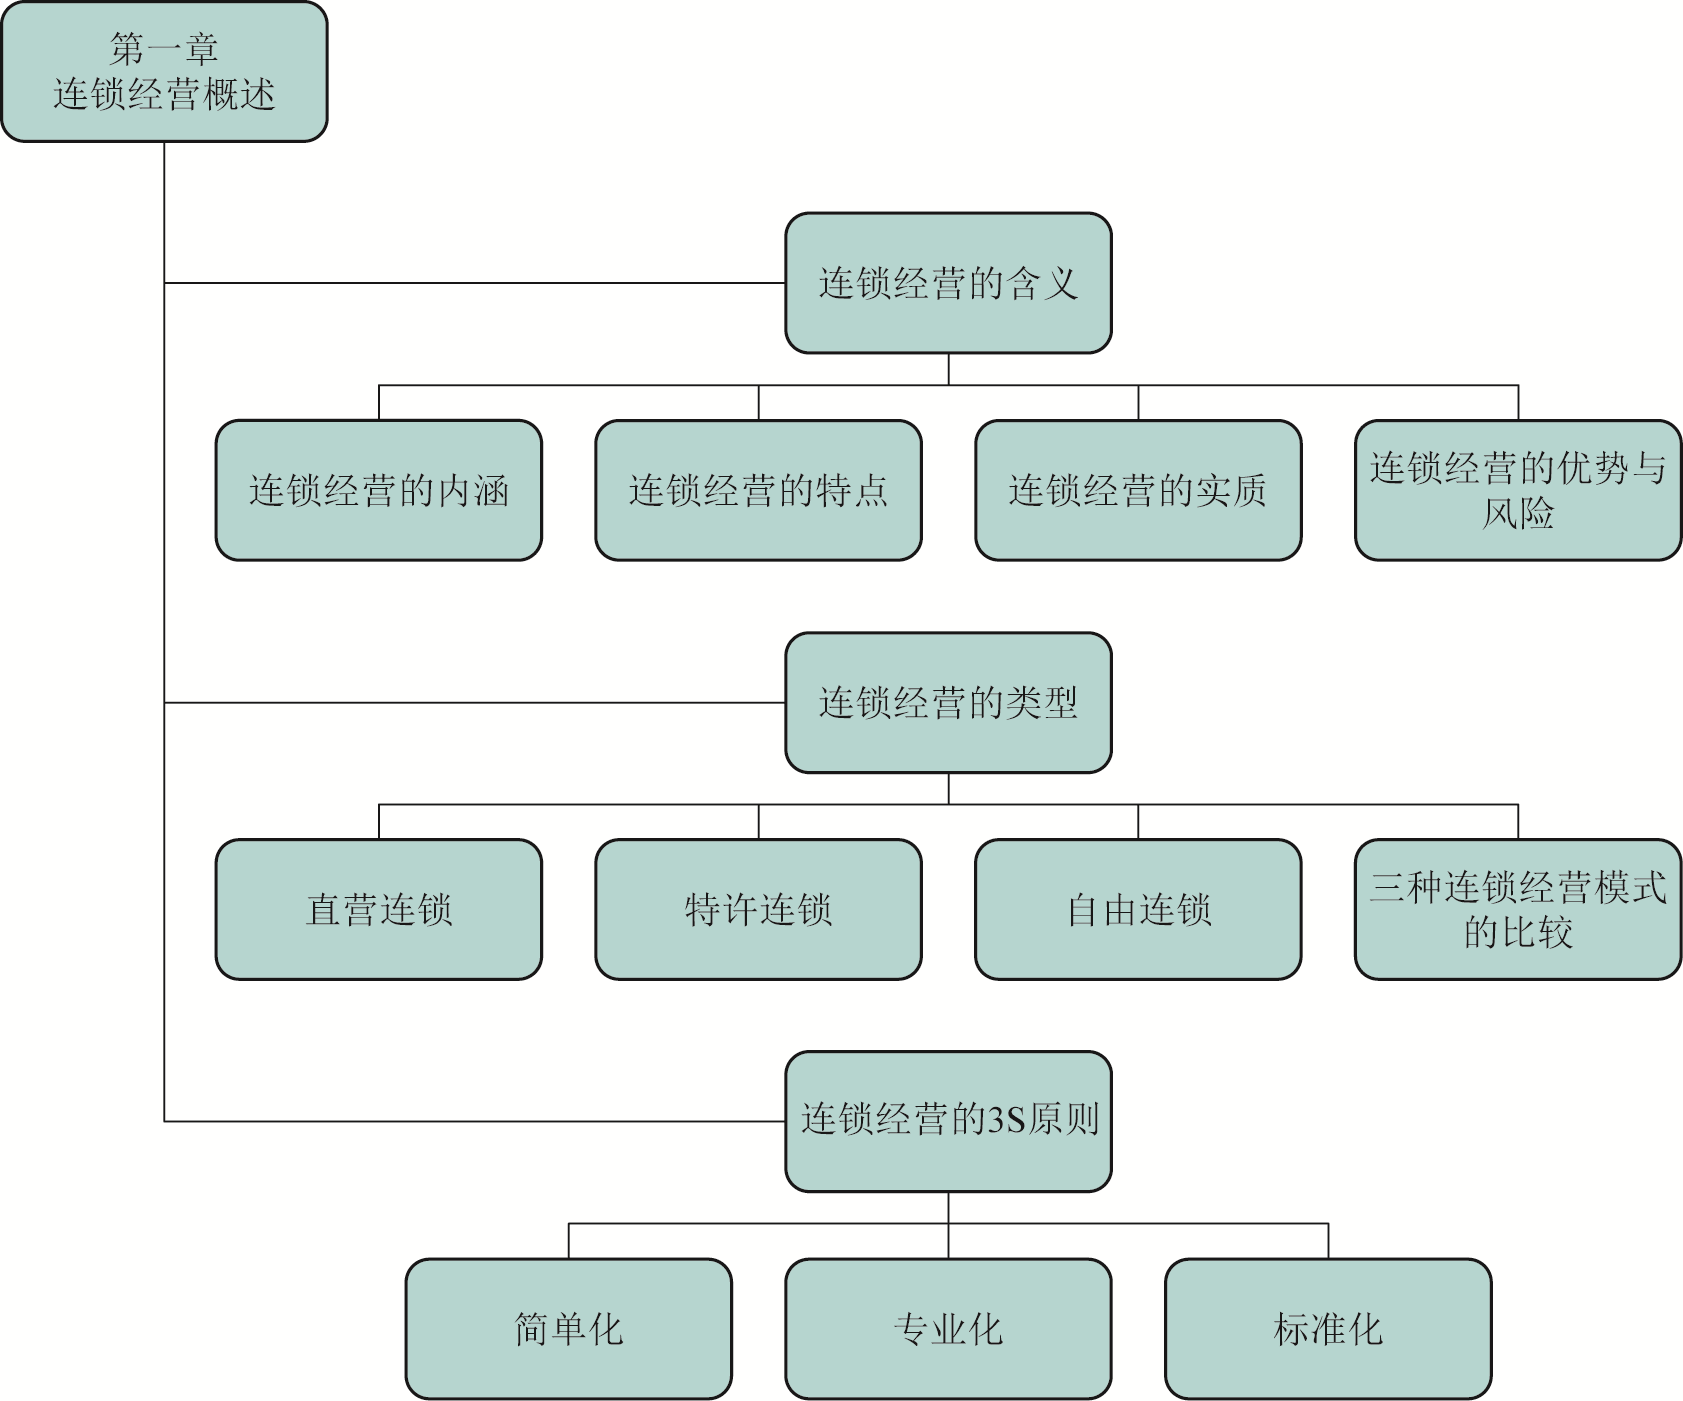 第一章
连锁经营概述
连锁经营的含义
连锁经营的内涵
连锁经营的特点
连锁经营的实质
连锁经营的优势与
风险
连锁经营的类型
直营连锁
特许连锁
自由连锁
三种连锁经营模式
的比较
连锁经营的3S原则
简单化
专业化
标准化